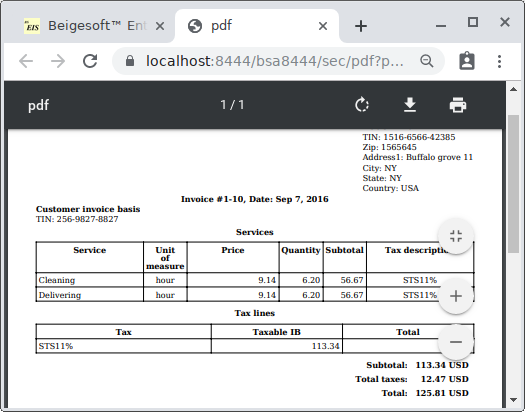 EIS Beigesoft™ Ent
pdf
localhost:8444/bsa8444/sec/pdf?p...
pdf 1 / 1
TIN: 1516-6566-42385
Zip: 1565645
Address1: Buffalo grove 11
City: NY
State: NY
Country: USA
Invoice #1-10, Date: Sep 7, 2016
Customer invoice basis
TIN: 256-9827-8827
Services
Service Unit of measure Price Quantity Subtotal Tax descripti
Cleaning hour 9.14 6.20 56.67 STS11%
Delivering hour 9.14 6.20 56.67 STS11%
Tax lines
Tax Taxable IB Total
STS11% 113.34
Subtotal: 113.34 USD
Total taxes: 12.47 USD
Total: 125.81 USD